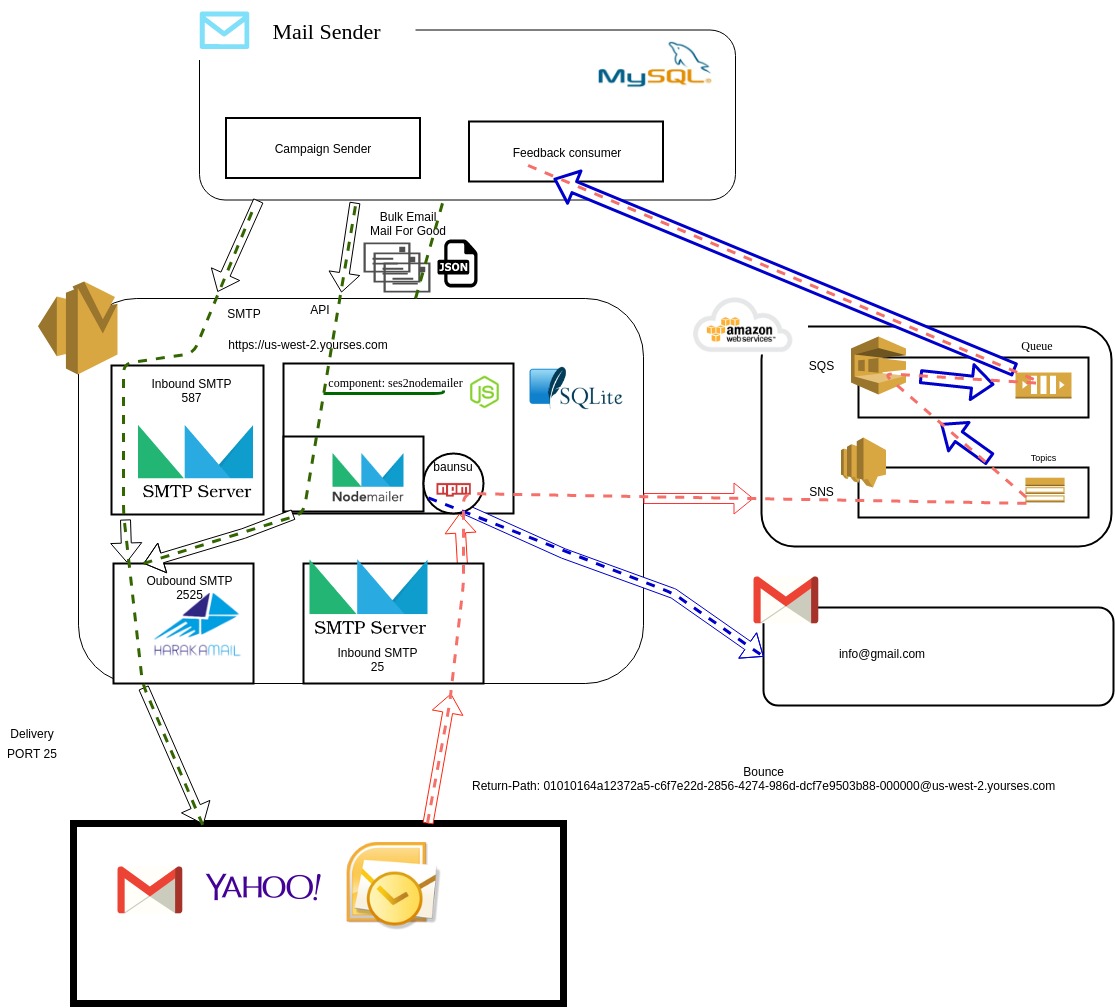 Mail Sender
MySQL
Campaign Sender
Feedback consumer
Bulk Email
Mail For Good
JSON
SMTP
API
https://us-west-2.yourses.com
amazon
web services™
Queue
SQS
Inbound SMTP
587
SMTP Server
component: ses2nodemailer
JS
SQLite
Nodemailer
baunsu
npm
Topics
SNS
Oubound SMTP
2525
HARAKAMAIL
SMTP Server
Inbound SMTP
25
info@gmail.com
Delivery
PORT 25
Bounce
Return-Path: 01010164a12372a5-c6f7e22d-2856-4274-986d-dcf7e9503b88-000000@us-west-2.yourses.com
YAHOO!